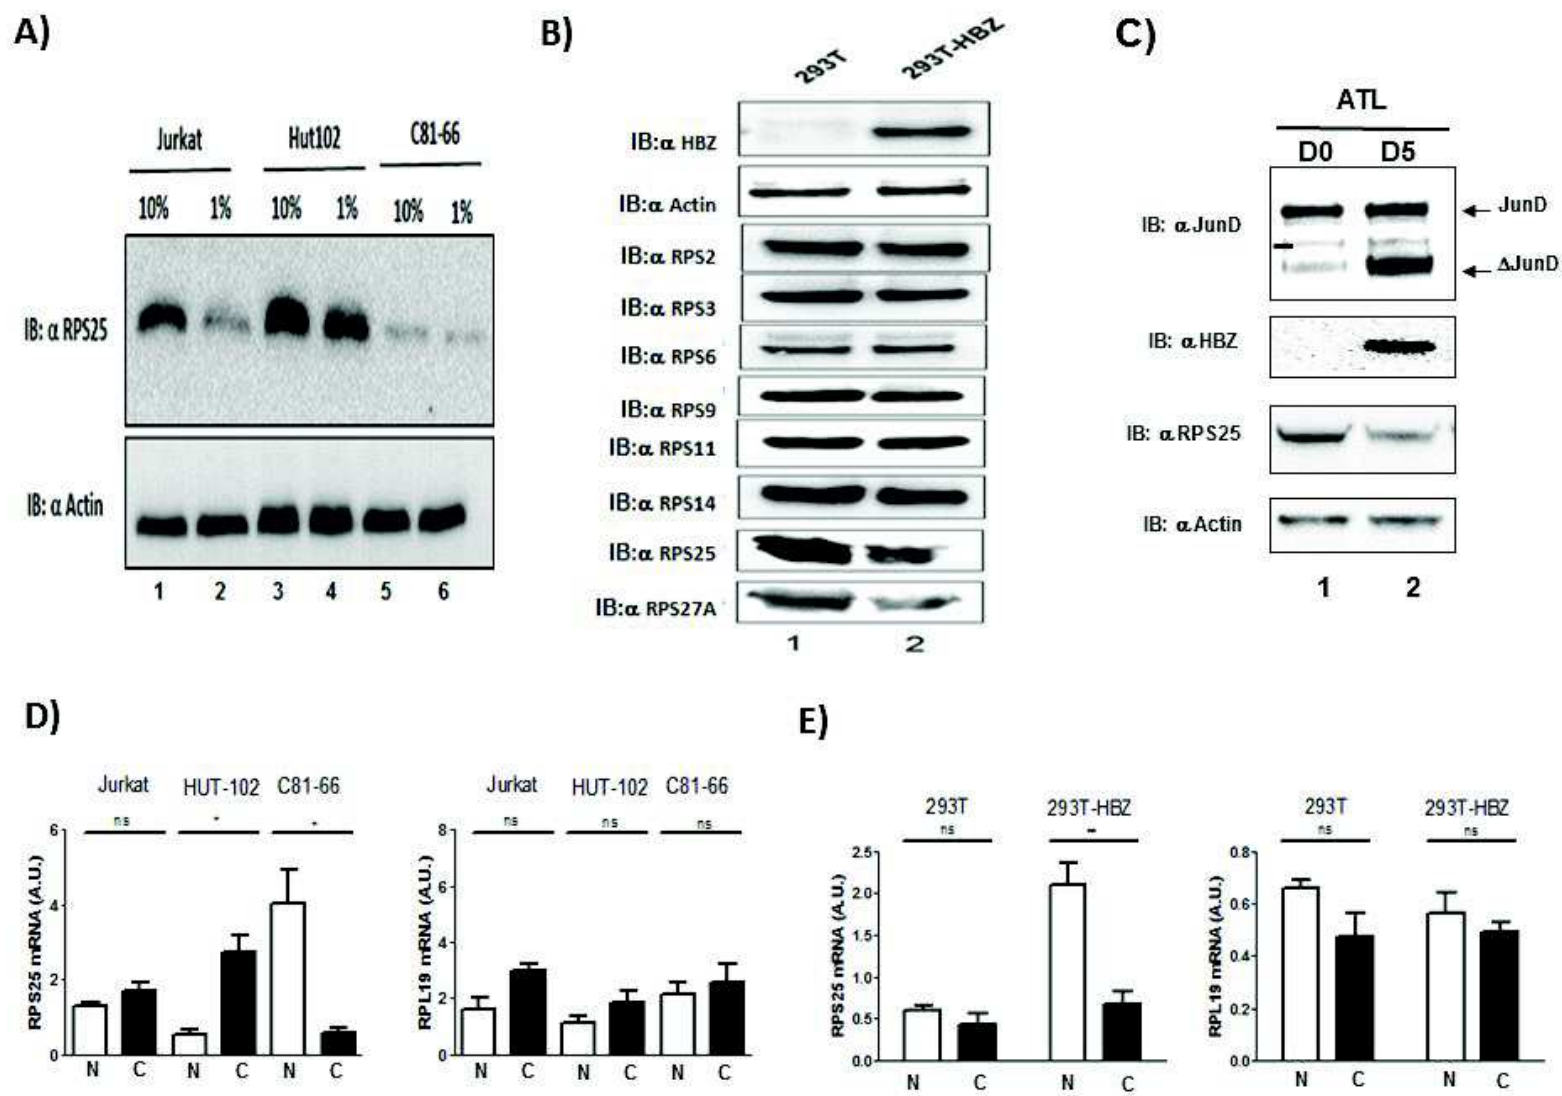 A)
Jurkat Hut102 C81-66
10% 1% 10% 1% 10% 1%
IB: α RPS25
IB: α Actin
1 2 3 4 5 6
B)
293T 293T-HBZ
IB:α HBZ
IB:α Actin
IB:α RPS2
IB:α RPS3
IB:α RPS6
IB:α RPS9
IB:α RPS11
IB:α RPS14
IB:α RPS25
IB:α RPS27A
1 2
C)
ATL
D0 D5
IB: αJunD
JunD
ΔJunD
IB: αHBZ
IB: αRPS25
IB: αActin
1 2
D)
Jurkat HUT-102 C81-66
ns * *
RPS25 mRNA (A.U.)
6
4
2
0
N C N C N C
Jurkat HUT-102 C81-66
ns ns ns
RPL19 mRNA (A.U.)
8
6
4
2
0
N C N C N C
E)
293T 293T-HBZ
ns **
RPS25 mRNA (A.U.)
2.5
2.0
1.5
1.0
0.5
0.0
N C N C
293T 293T-HBZ
ns ns
RPL19 mRNA (A.U.)
0.8
0.6
0.4
0.2
0.0
N C N C